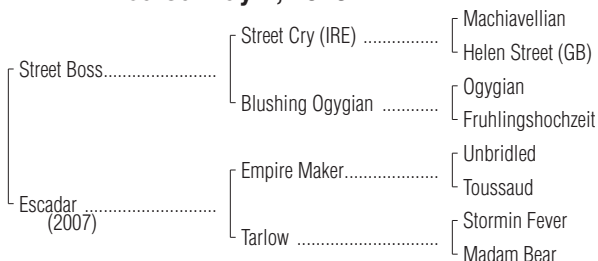 Machiavellian
Street Cry (IRE) ................
Helen Street (GB)
Street Boss........................
Ogygian
Blushing Ogygian ............
Fruhlingshochzeit
Unbridled
Empire Maker....................
Toussaud
Escadar ............................
(2007)
Stormin Fever
Tarlow ..............................
Madam Bear